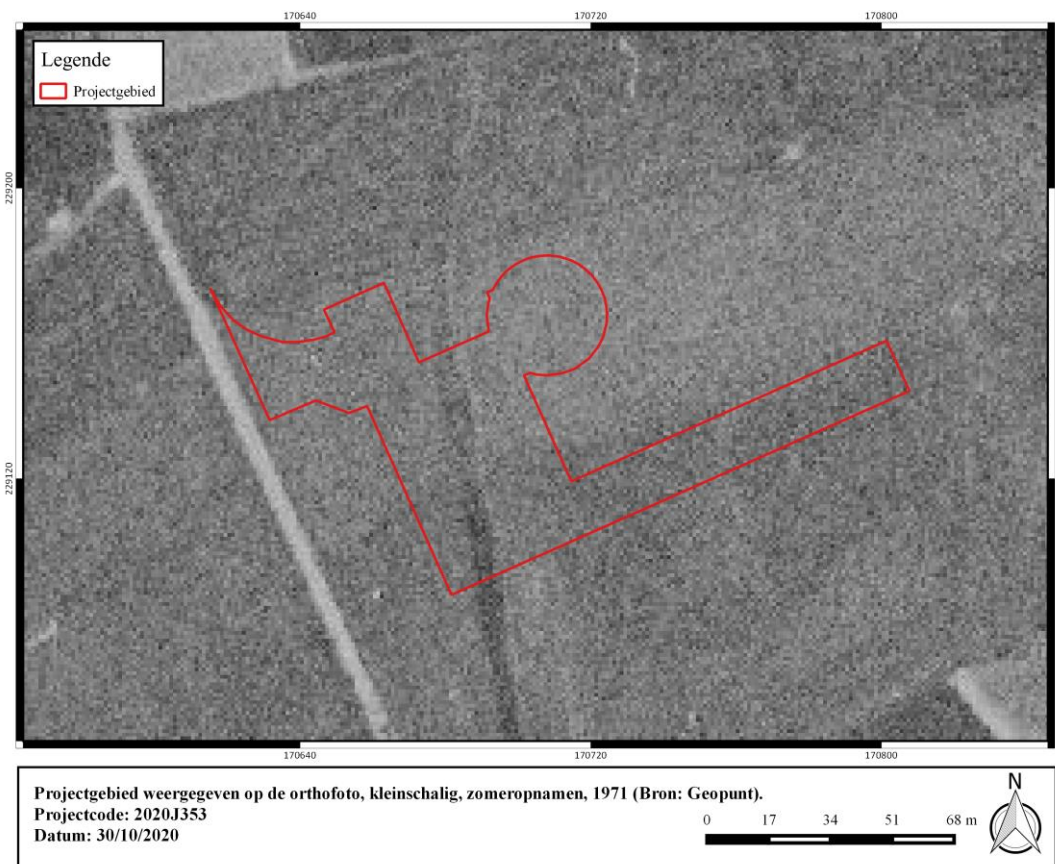 170640 170720 170800
Legende
Projectgebied
229200
229120
170640 170720 170800
Projectgebied weergegeven op de orthofoto, kleinschalig, zomeropnamen, 1971 (Bron: Geopunt).
Projectcode: 2020J353
Datum: 30/10/2020
0 17 34 51 68 m
N